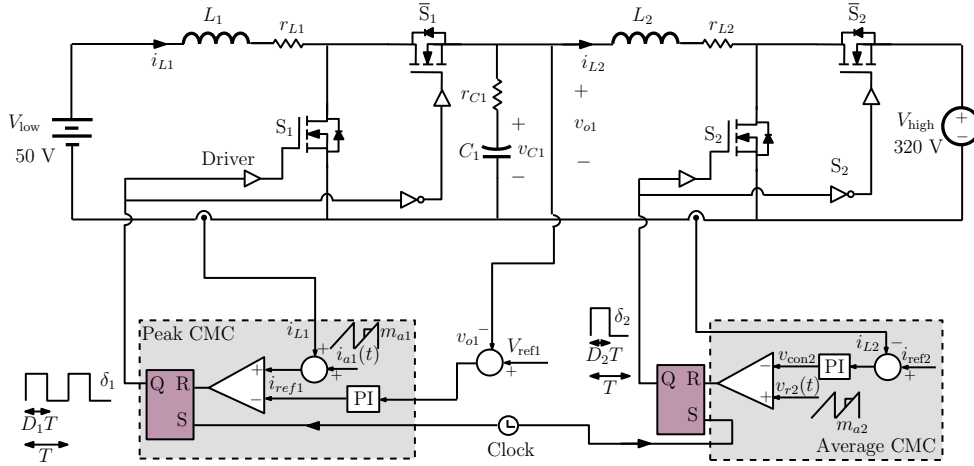 L1
rL1
S̅1
L2
rL2
S̅2
iL1
iL2
Vlow
50 V
S1
rC1
+
+
vo1
C1
vC1
−
−
S2
Vhigh
320 V
+
−
Driver
S2
Peak CMC
iL1
ma1
+
ia1(t)
+
+
iref1
−
PI
Q
R
S
δ1
D1T
T
vo1
−
Vref1
+
Clock
δ2
D2T
T
Q
R
S
iL2
−
vcon2
−
PI
iref2
+
vr2(t)
+
ma2
Average CMC